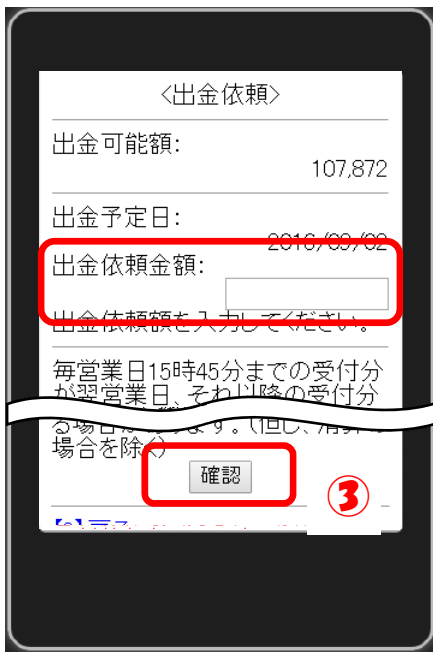 <出金依頼>
出金可能額:
107,872
出金予定日:
2016/09/02
出金依頼金額:
出金依頼額を入力してください。
毎営業日15時45分までの受付分
が翌営業日、それ以降の受付分
場合を除く)
確認
③